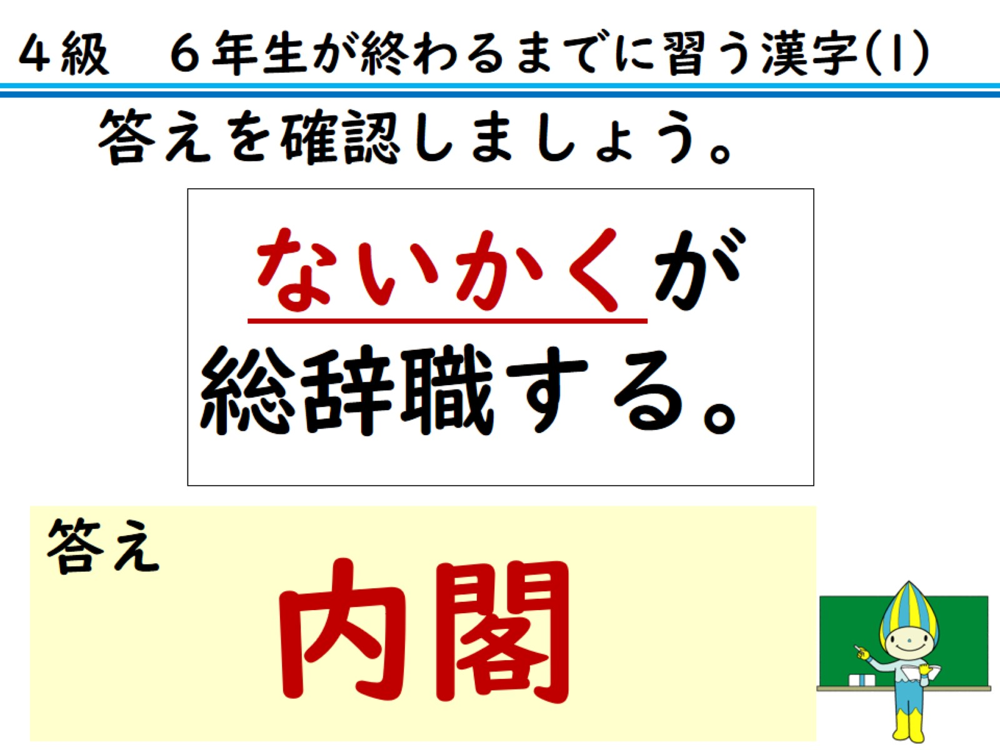 ４級　６年生が終わるまでに習う漢字(1)
答えを確認しましょう。
ないかくが
総辞職する。
答え
内閣